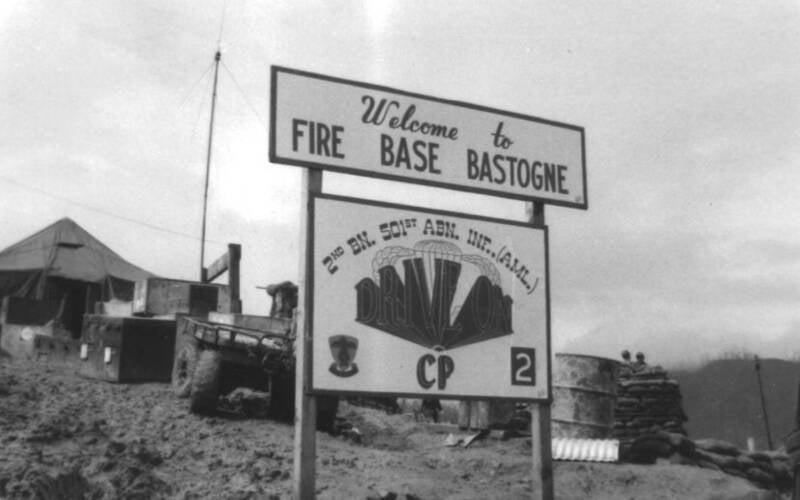 Welcome to
FIRE BASE BASTOGNE
2ND BN. 501ST ABN. INF..(AML.)
DRIVE ON
CP
2